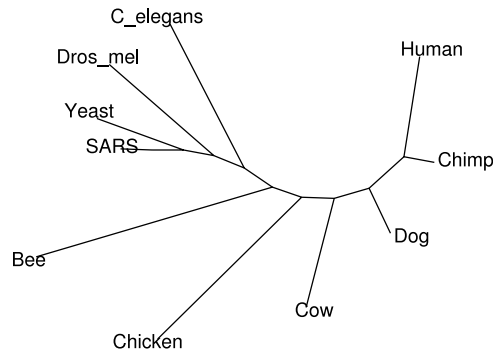 C_elegans
Human
Dros_mel
Yeast
SARS
Chimp
Dog
Bee
Cow
Chicken